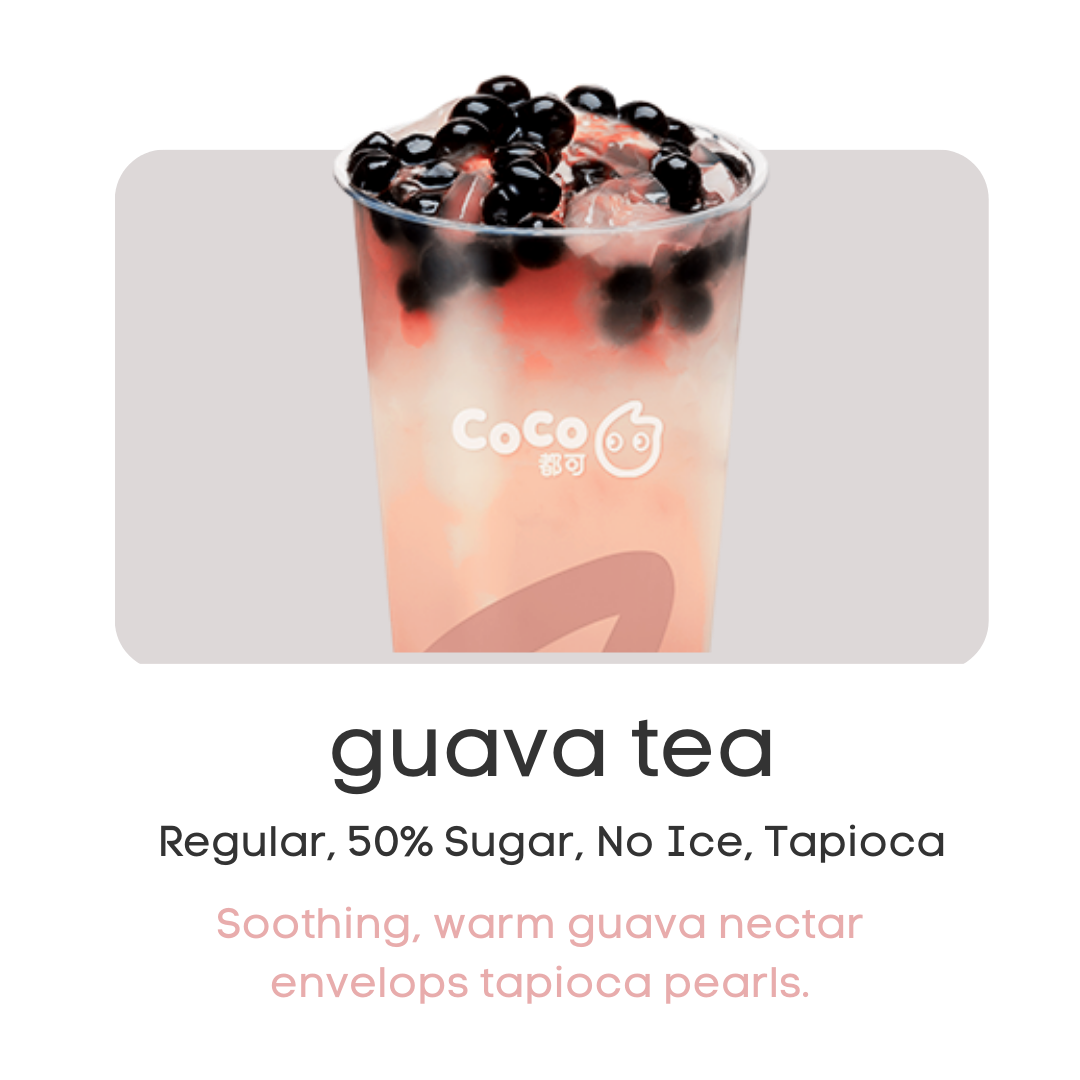 CoCo
都可
guava tea
Regular, 50% Sugar, No Ice, Tapioca
Soothing, warm guava nectar
envelops tapioca pearls.